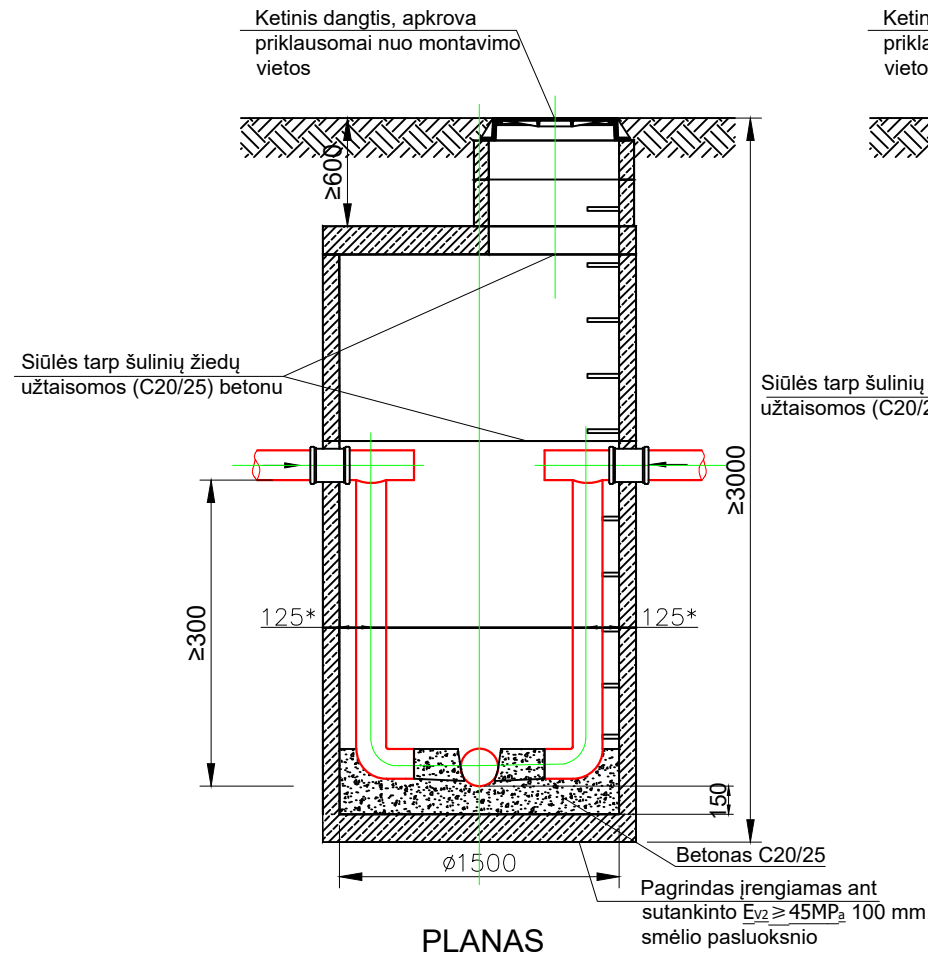 Ketinis dangtis, apkrova
priklausomai nuo montavimo
vietos
Ketin
prikla
vieto
≥600
Siūlės tarp šulinių žiedų
užtaisomos (C20/25) betonu
Siūlės tarp šulinių
užtaisomos (C20/2
≥3000
≥300
125*
125*
150
Betonas C20/25
ø1500
Pagrindas įrengiamas ant
sutankinto EV2 ≥ 45MPa 100 mm
smėlio pasluoksnio
PLANAS